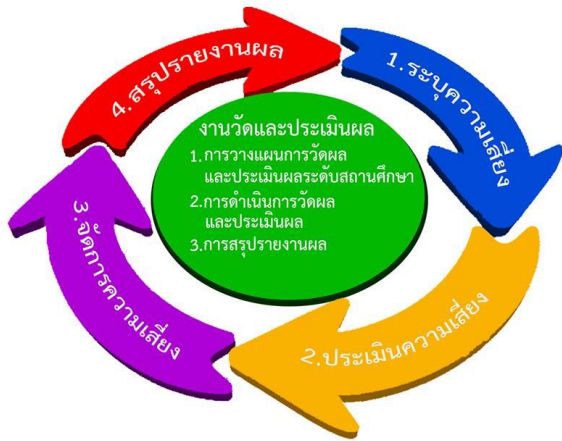 1.ระบุความเสี่ยง
2.ประเมินความเสี่ยง
3.จัดการความเสี่ยง
4.สรุปรายงานผล
งานวัดและประเมินผล
1.การวางแผนการวัดผล
และประเมินผลระดับสถานศึกษา
2.การดำเนินการวัดผล
และประเมินผล
3.การสรุปรายงานผล